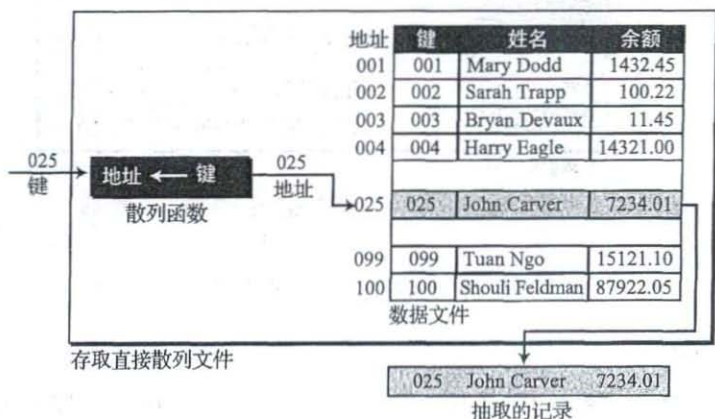 地址 键 姓名 余额
001 001 Mary Dodd 1432.45
002 002 Sarah Trapp 100.22
003 003 Bryan Devaux 11.45
004 004 Harry Eagle 14321.00
025
键
地址 ← 键
散列函数
025
地址
025 025 John Carver 7234.01
099 099 Tuan Ngo 15121.10
100 100 Shouli Feldman 87922.05
数据文件
存取直接散列文件
025 John Carver 7234.01
抽取的记录